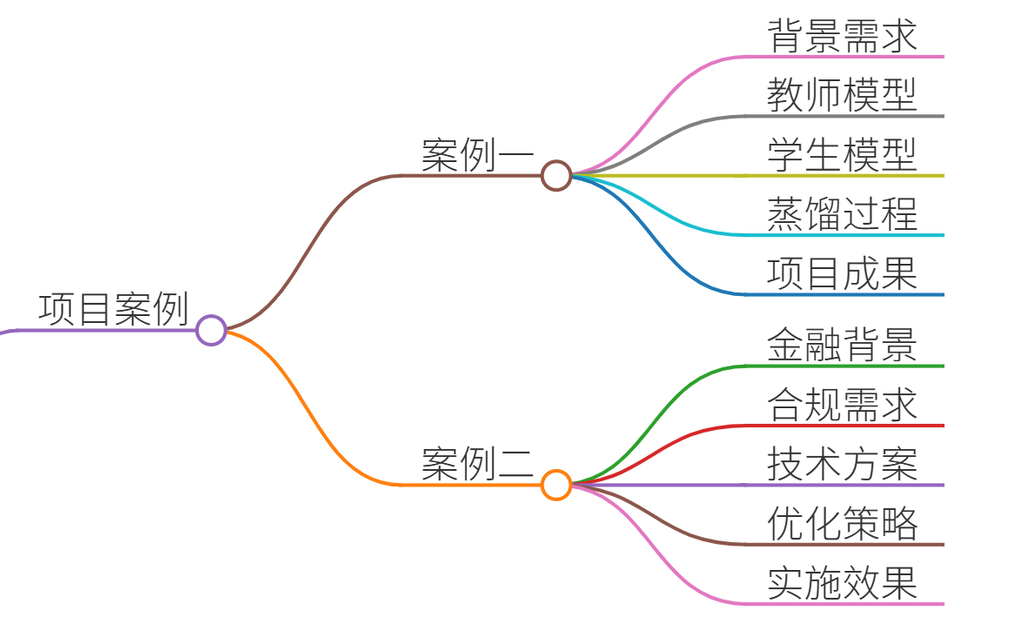 项目案例
案例一
背景需求
教师模型
学生模型
蒸馏过程
项目成果
案例二
金融背景
合规需求
技术方案
优化策略
实施效果